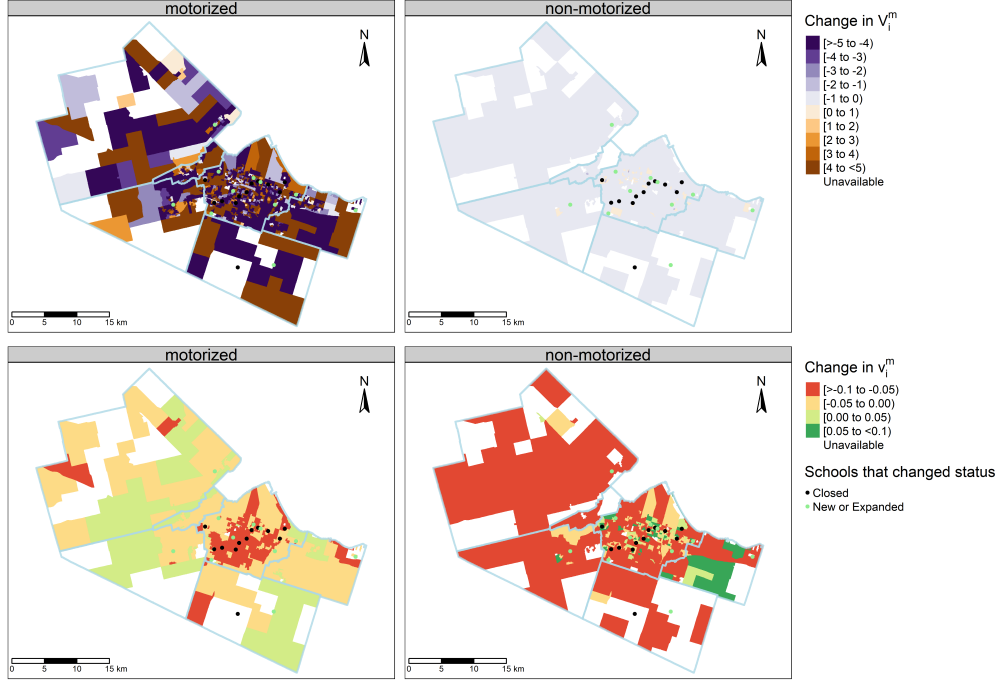 motorized
non-motorized
N
N
0 5 10 15 km
0 5 10 15 km
Change in V_i^m
[>-5 to -4)
[-4 to -3)
[-3 to -2)
[-2 to -1)
[-1 to 0)
[0 to 1)
[1 to 2)
[2 to 3)
[3 to 4)
[4 to <5)
Unavailable
motorized
non-motorized
N
N
0 5 10 15 km
0 5 10 15 km
Change in v_i^m
[>-0.1 to -0.05)
[-0.05 to 0.00)
[0.00 to 0.05)
[0.05 to <0.1)
Unavailable
Schools that changed status
Closed
New or Expanded